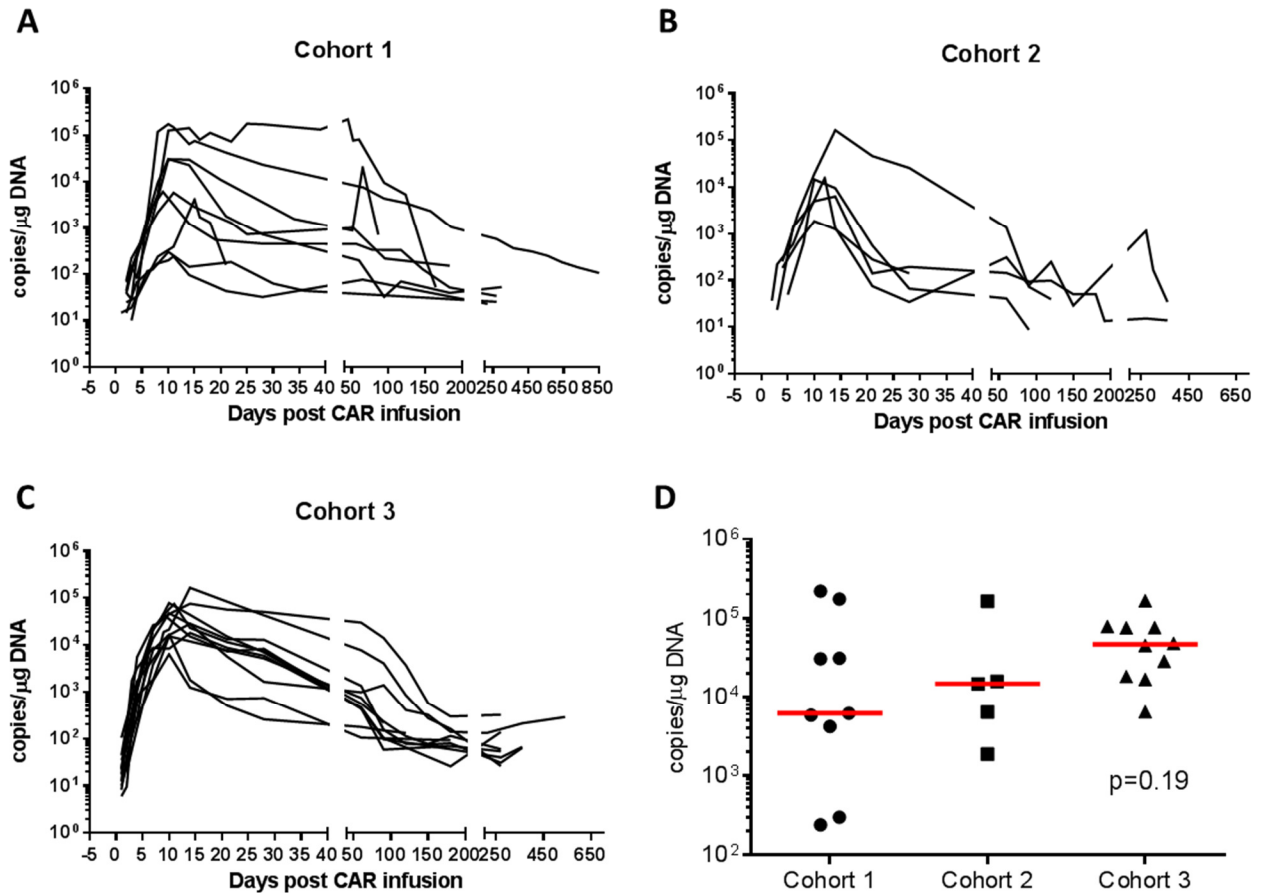 A
Cohort 1
copies/µg DNA
10⁶
10⁵
10⁴
10³
10²
10¹
10⁰
-5 0 5 10 15 20 25 30 35 40 50 100 150 200 250 450 650 850
Days post CAR infusion
B
Cohort 2
copies/µg DNA
10⁶
10⁵
10⁴
10³
10²
10¹
10⁰
-5 0 5 10 15 20 25 30 35 40 50 100 150 200 250 450 650
Days post CAR infusion
C
Cohort 3
copies/µg DNA
10⁶
10⁵
10⁴
10³
10²
10¹
10⁰
-5 0 5 10 15 20 25 30 35 40 50 100 150 200 250 450 650
Days post CAR infusion
D
copies/µg DNA
10⁶
10⁵
10⁴
10³
10²
p=0.19
Cohort 1 Cohort 2 Cohort 3